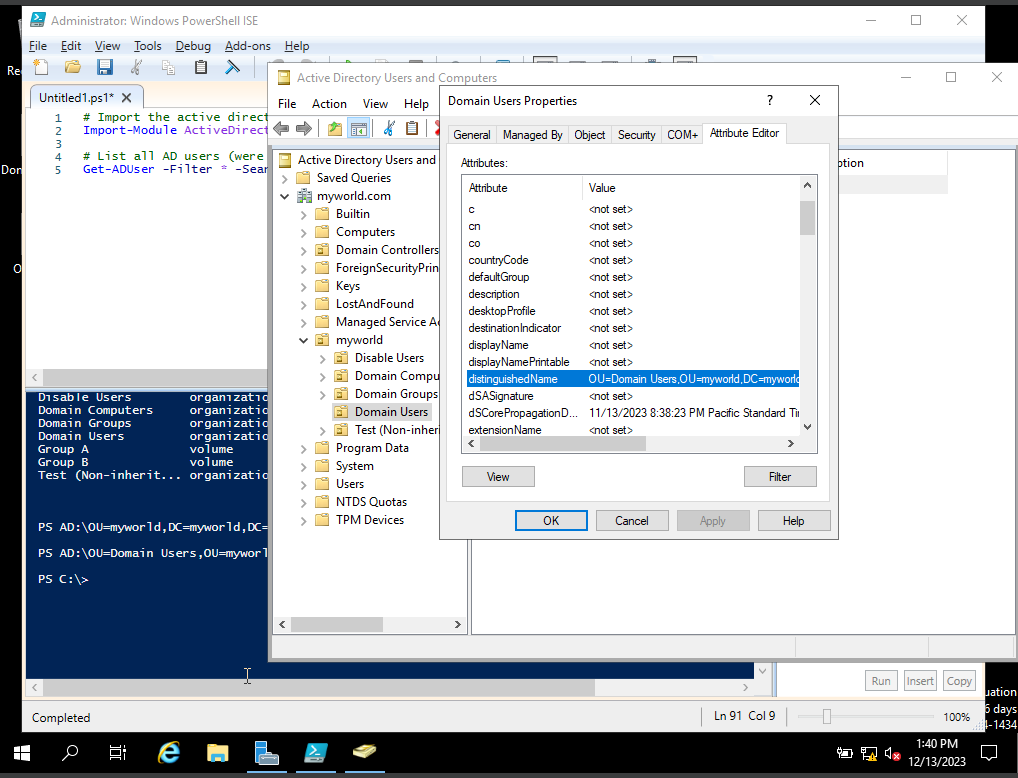 Administrator: Windows PowerShell ISE
File Edit View Tools Debug Add-ons Help
Untitled1.ps1* X
1 # Import the active direct
2 Import-Module ActiveDirect
3
4 # List all AD users (were
5 Get-ADUser -Filter * -Sear
Disable Users organizatio
Domain Computers organizatio
Domain Groups organizatio
Domain Users organizatio
Group A volume
Group B volume
Test (Non-inherit... organizatio
PS AD:\OU=myworld,DC=myworld,DC=
PS AD:\OU=Domain Users,OU=myworl
PS C:\>
Completed
Ln 91 Col 9
100%
Run Insert Copy
Active Directory Users and Computers
File Action View Help
Active Directory Users and
Saved Queries
myworld.com
Builtin
Computers
Domain Controllers
ForeignSecurityPrin
Keys
LostAndFound
Managed Service Ac
myworld
Disable Users
Domain Compu
Domain Groups
Domain Users
Test (Non-inheri
Program Data
System
Users
NTDS Quotas
TPM Devices
ption
Domain Users Properties ?
General Managed By Object Security COM+ Attribute Editor
Attributes:
Attribute Value
c <not set>
cn <not set>
co <not set>
countryCode <not set>
defaultGroup <not set>
description <not set>
desktopProfile <not set>
destinationIndicator <not set>
displayName <not set>
displayNamePrintable <not set>
distinguishedName OU=Domain Users,OU=myworld,DC=myworld
dSASignature <not set>
dSCorePropagationD... 11/13/2023 8:38:23 PM Pacific Standard Ti
extensionName <not set>
View Filter
OK Cancel Apply Help
Re
Don
O
uation
6 days
-1434
1:40 PM
12/13/2023